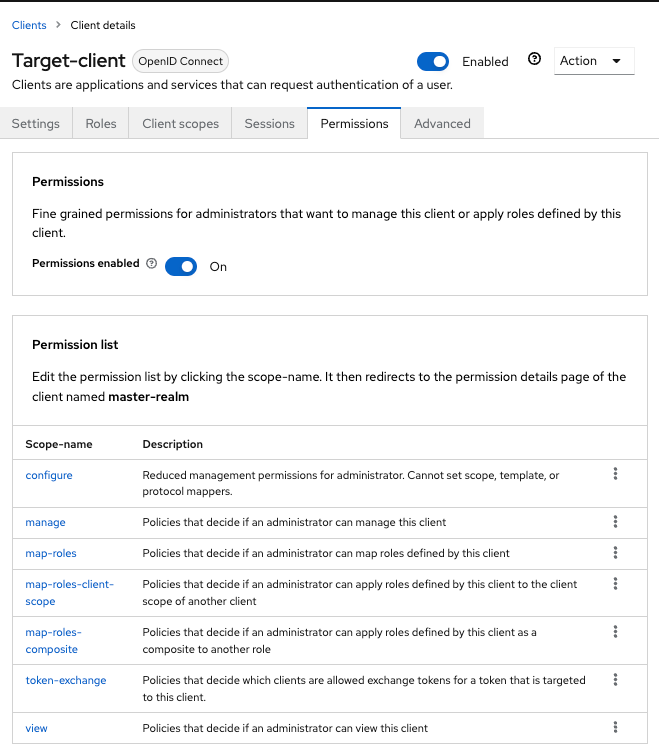 Clients > Client details
Target-client OpenID Connect Enabled Action
Clients are applications and services that can request authentication of a user.
Settings Roles Client scopes Sessions Permissions Advanced
Permissions
Fine grained permissions for administrators that want to manage this client or apply roles defined by this
client.
Permissions enabled On
Permission list
Edit the permission list by clicking the scope-name. It then redirects to the permission details page of the
client named master-realm
Scope-name Description
configure Reduced management permissions for administrator. Cannot set scope, template, or
protocol mappers.
manage Policies that decide if an administrator can manage this client
map-roles Policies that decide if an administrator can map roles defined by this client
map-roles-client- Policies that decide if an administrator can apply roles defined by this client to the client
scope scope of another client
map-roles- Policies that decide if an administrator can apply roles defined by this client as a
composite composite to another role
token-exchange Policies that decide which clients are allowed exchange tokens for a token that is targeted
to this client.
view Policies that decide if an administrator can view this client